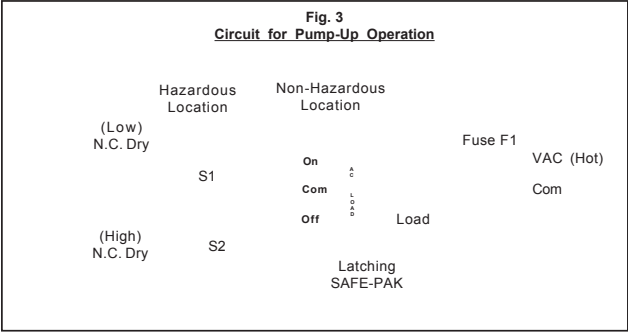 Fig. 3
Circuit for Pump-Up Operation
Hazardous
Location
Non-Hazardous
Location
(Low)
N.C. Dry
S1
On
Com
Off
AC
LOAD
Fuse F1
VAC (Hot)
Com
Load
(High)
N.C. Dry
S2
Latching
SAFE-PAK